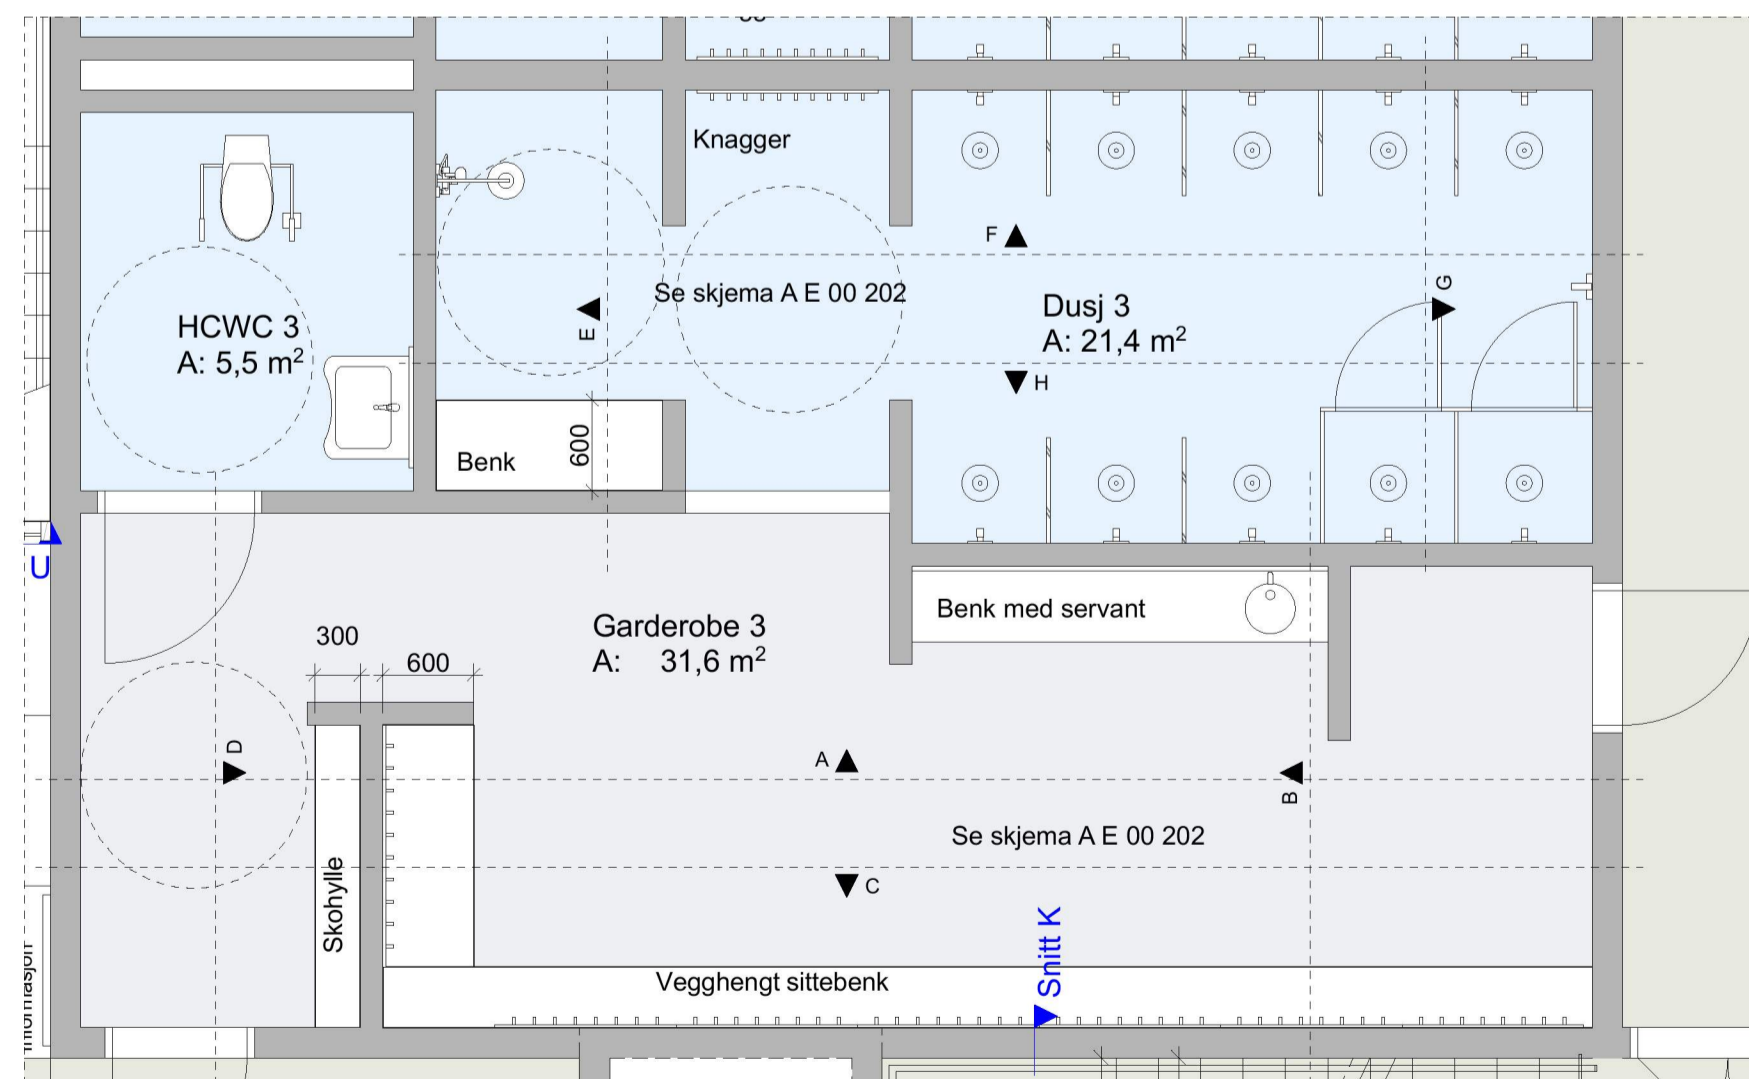 Knagger
F
Se skjema A E 00 202
G
HCWC 3
A: 5,5 m²
E
Dusj 3
A: 21,4 m²
H
Benk
600
U
Benk med servant
Garderobe 3
A: 31,6 m²
300
600
D
A
B
Se skjema A E 00 202
C
Skohylle
Snitt K
Vegghengt sittebenk